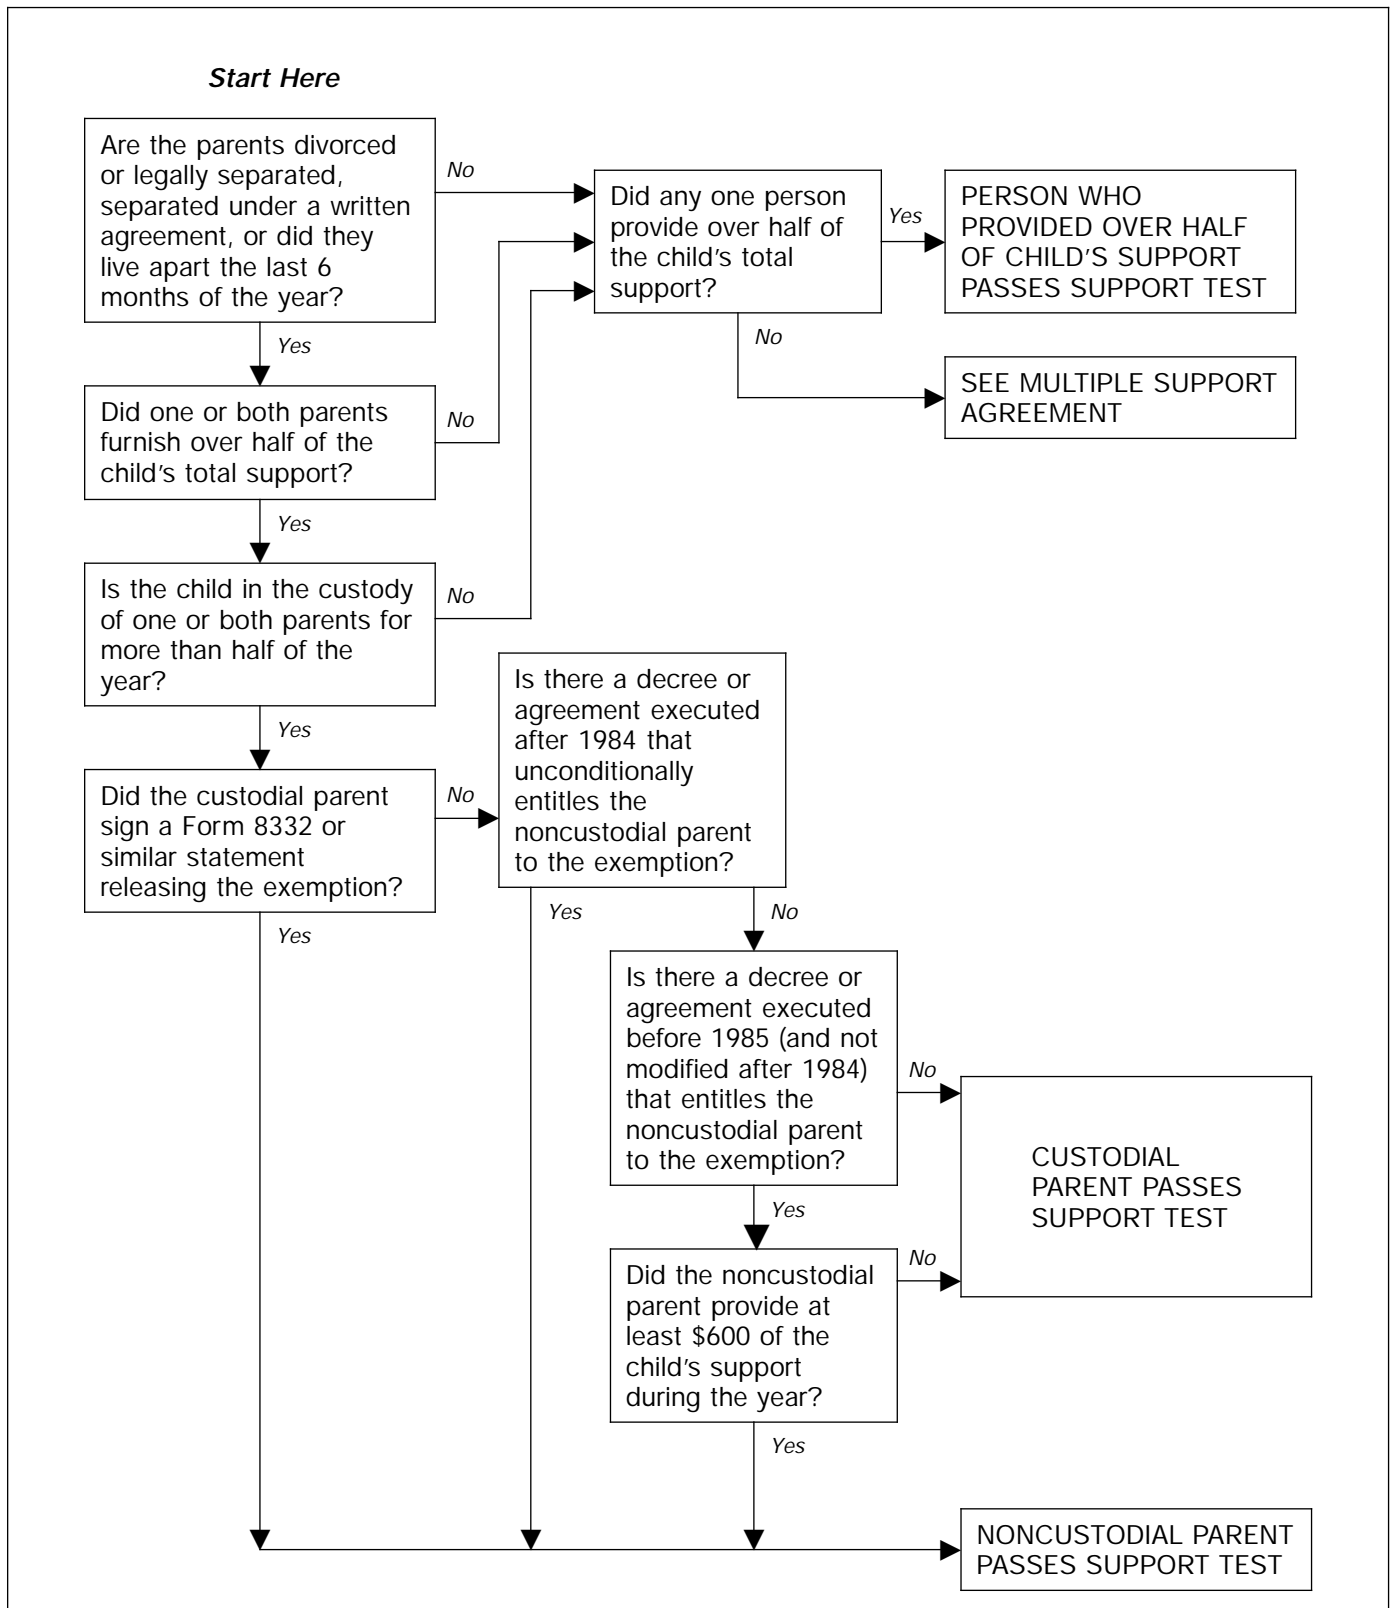 Start Here
Are the parents divorced
or legally separated,
separated under a written
agreement, or did they
live apart the last 6
months of the year?
No
Did any one person
provide over half of
the child's total
support?
Yes
PERSON WHO
PROVIDED OVER HALF
OF CHILD'S SUPPORT
PASSES SUPPORT TEST
Yes
No
SEE MULTIPLE SUPPORT
AGREEMENT
Did one or both parents
furnish over half of the
child's total support?
No
Yes
Is the child in the custody
of one or both parents for
more than half of the
year?
No
Yes
Did the custodial parent
sign a Form 8332 or
similar statement
releasing the exemption?
No
Yes
Is there a decree or
agreement executed
after 1984 that
unconditionally
entitles the
noncustodial parent
to the exemption?
Yes
No
Is there a decree or
agreement executed
before 1985 (and not
modified after 1984)
that entitles the
noncustodial parent
to the exemption?
No
Yes
CUSTODIAL
PARENT PASSES
SUPPORT TEST
Did the noncustodial
parent provide at
least $600 of the
child's support
during the year?
No
Yes
NONCUSTODIAL PARENT
PASSES SUPPORT TEST